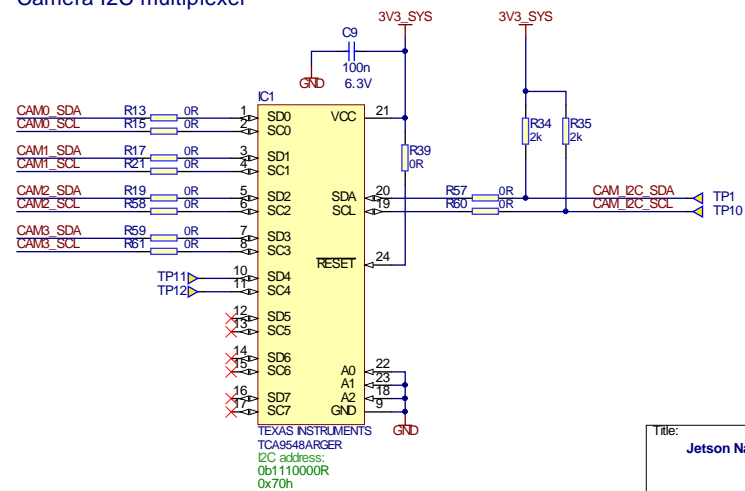 Camera I2C multiplexer
3V3_SYS
3V3_SYS
C9
100n
6.3V
GND
IC1
CAM0_SDA R13 0R 1 SD0 VCC 21
CAM0_SCL R15 2 SC0
R34
2k
R35
2k
R39
0R
CAM1_SDA R17 0R 3 SD1
CAM1_SCL R21 4 SC1
CAM2_SDA R19 0R 5 SD2 SDA 20 R57 0R CAM_I2C_SDA TP1
CAM2_SCL R58 6 SC2 SCL 19 R60 0R CAM_I2C_SCL TP10
CAM3_SDA R59 0R 7 SD3
CAM3_SCL R61 8 SC3
RESET 24
TP11 10 SD4
TP12 11 SC4
12 SD5
13 SC5
14 SD6
15 SC6 A0 22
A1 23
16 SD7 A2 18
17 SC7 GND 9
GND
TEXAS INSTRUMENTS
TCA9548ARGER
I2C address:
0b1110000R
0x70h
Title:
Jetson Na